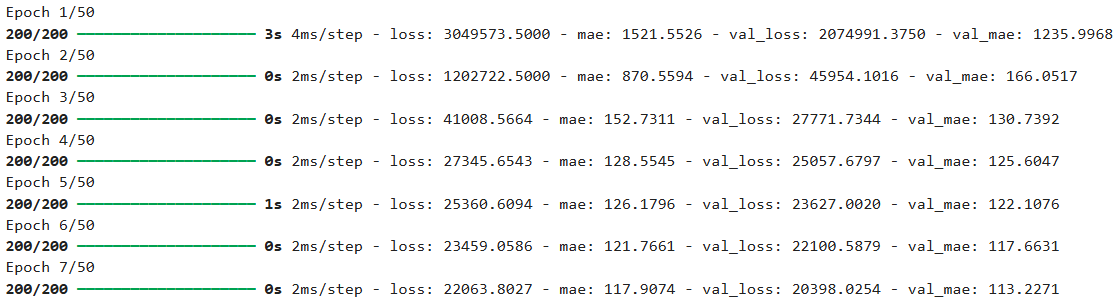 Epoch 1/50
200/200 ━━━━━━━━━━━━━━━━━━━━ 3s 4ms/step - loss: 3049573.5000 - mae: 1521.5526 - val_loss: 2074991.3750 - val_mae: 1235.9968
Epoch 2/50
200/200 ━━━━━━━━━━━━━━━━━━━━ 0s 2ms/step - loss: 1202722.5000 - mae: 870.5594 - val_loss: 45954.1016 - val_mae: 166.0517
Epoch 3/50
200/200 ━━━━━━━━━━━━━━━━━━━━ 0s 2ms/step - loss: 41008.5664 - mae: 152.7311 - val_loss: 27771.7344 - val_mae: 130.7392
Epoch 4/50
200/200 ━━━━━━━━━━━━━━━━━━━━ 0s 2ms/step - loss: 27345.6543 - mae: 128.5545 - val_loss: 25057.6797 - val_mae: 125.6047
Epoch 5/50
200/200 ━━━━━━━━━━━━━━━━━━━━ 1s 2ms/step - loss: 25360.6094 - mae: 126.1796 - val_loss: 23627.0020 - val_mae: 122.1076
Epoch 6/50
200/200 ━━━━━━━━━━━━━━━━━━━━ 0s 2ms/step - loss: 23459.0586 - mae: 121.7661 - val_loss: 22100.5879 - val_mae: 117.6631
Epoch 7/50
200/200 ━━━━━━━━━━━━━━━━━━━━ 0s 2ms/step - loss: 22063.8027 - mae: 117.9074 - val_loss: 20398.0254 - val_mae: 113.2271